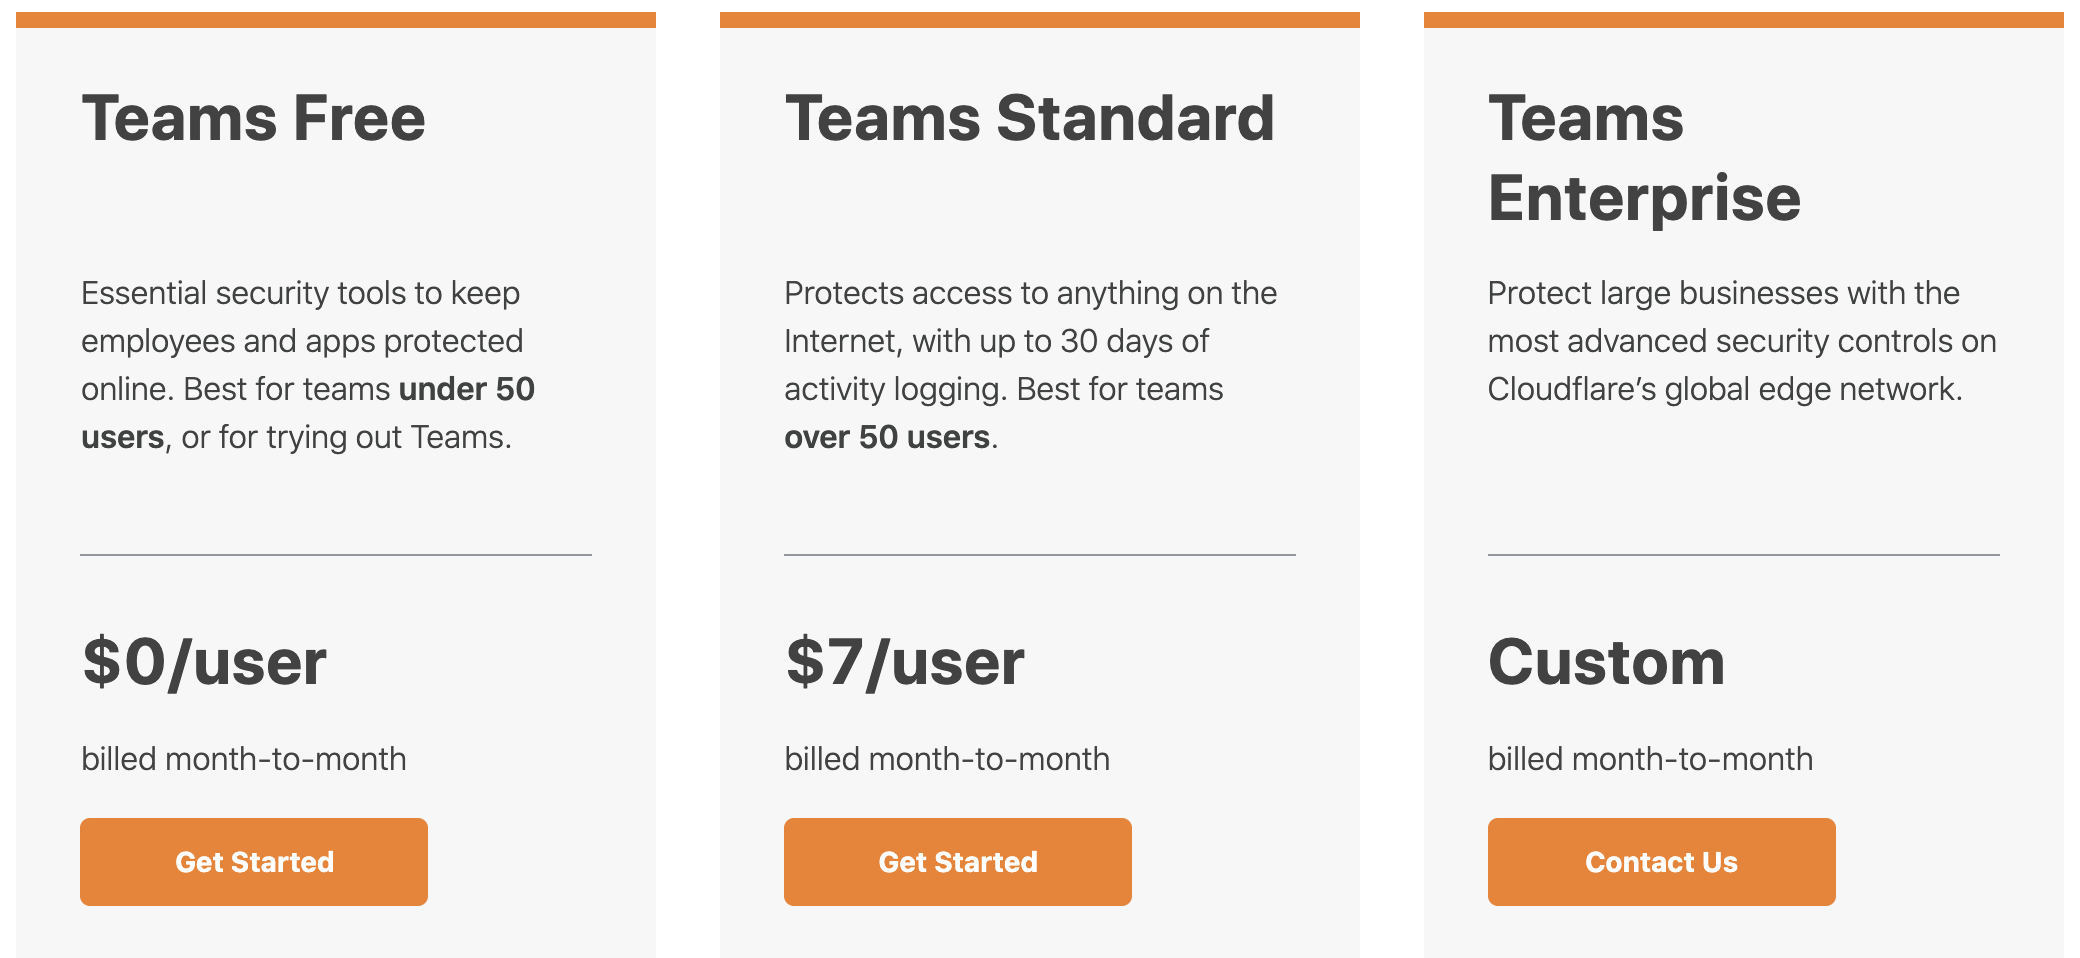 Teams Free
Essential security tools to keep
employees and apps protected
online. Best for teams under 50
users, or for trying out Teams.
$0/user
billed month-to-month
Get Started
Teams Standard
Protects access to anything on the
Internet, with up to 30 days of
activity logging. Best for teams
over 50 users.
$7/user
billed month-to-month
Get Started
Teams
Enterprise
Protect large businesses with the
most advanced security controls on
Cloudflare’s global edge network.
Custom
billed month-to-month
Contact Us